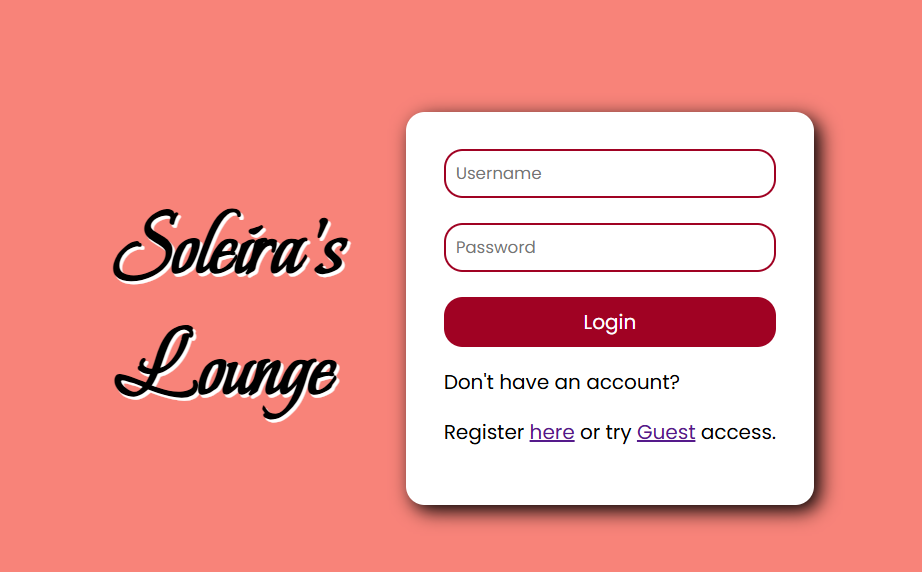 Soleira's
Lounge
Username
Password
Login
Don't have an account?
Register here or try Guest access.